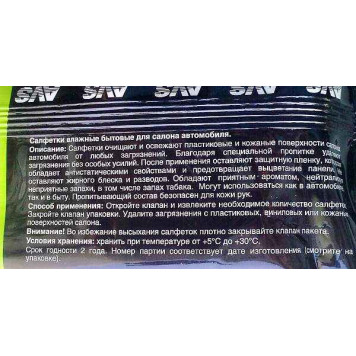 AVS AVS AVS AVS
Салфетки влажные бытовые для салона автомобиля.
Описание: Салфетки очищают и освежают пластиковые и кожаные поверхности салона
автомобиля от любых загрязнений. Благодаря специальной пропитке удаляют
загрязнения без особых усилий. После применения оставляют защитную пленку, которая
обладает антистатическими свойствами и предотвращает выцветание панели, не
оставляют жирного блеска и разводов. Обладают приятным ароматом, нейтрализуют
неприятные запахи, в том числе запах табака. Могут использоваться как в автомобиле,
так и в быту. Пропитывающий состав безопасен для кожи рук.
Способ применения: Откройте клапан и извлеките необходимое количество салфеток.
Закройте клапан упаковки. Удалите загрязнения с пластиковых, виниловых или кожаных
поверхностей салона.
Внимание! Во избежание высыхания салфеток плотно закрывайте клапан пакета.
Условия хранения: хранить при температуре от +5°С до +30°С.
Срок годности 2 года. Номер партии соответствует дате изготовления (смотреть на
упаковке).